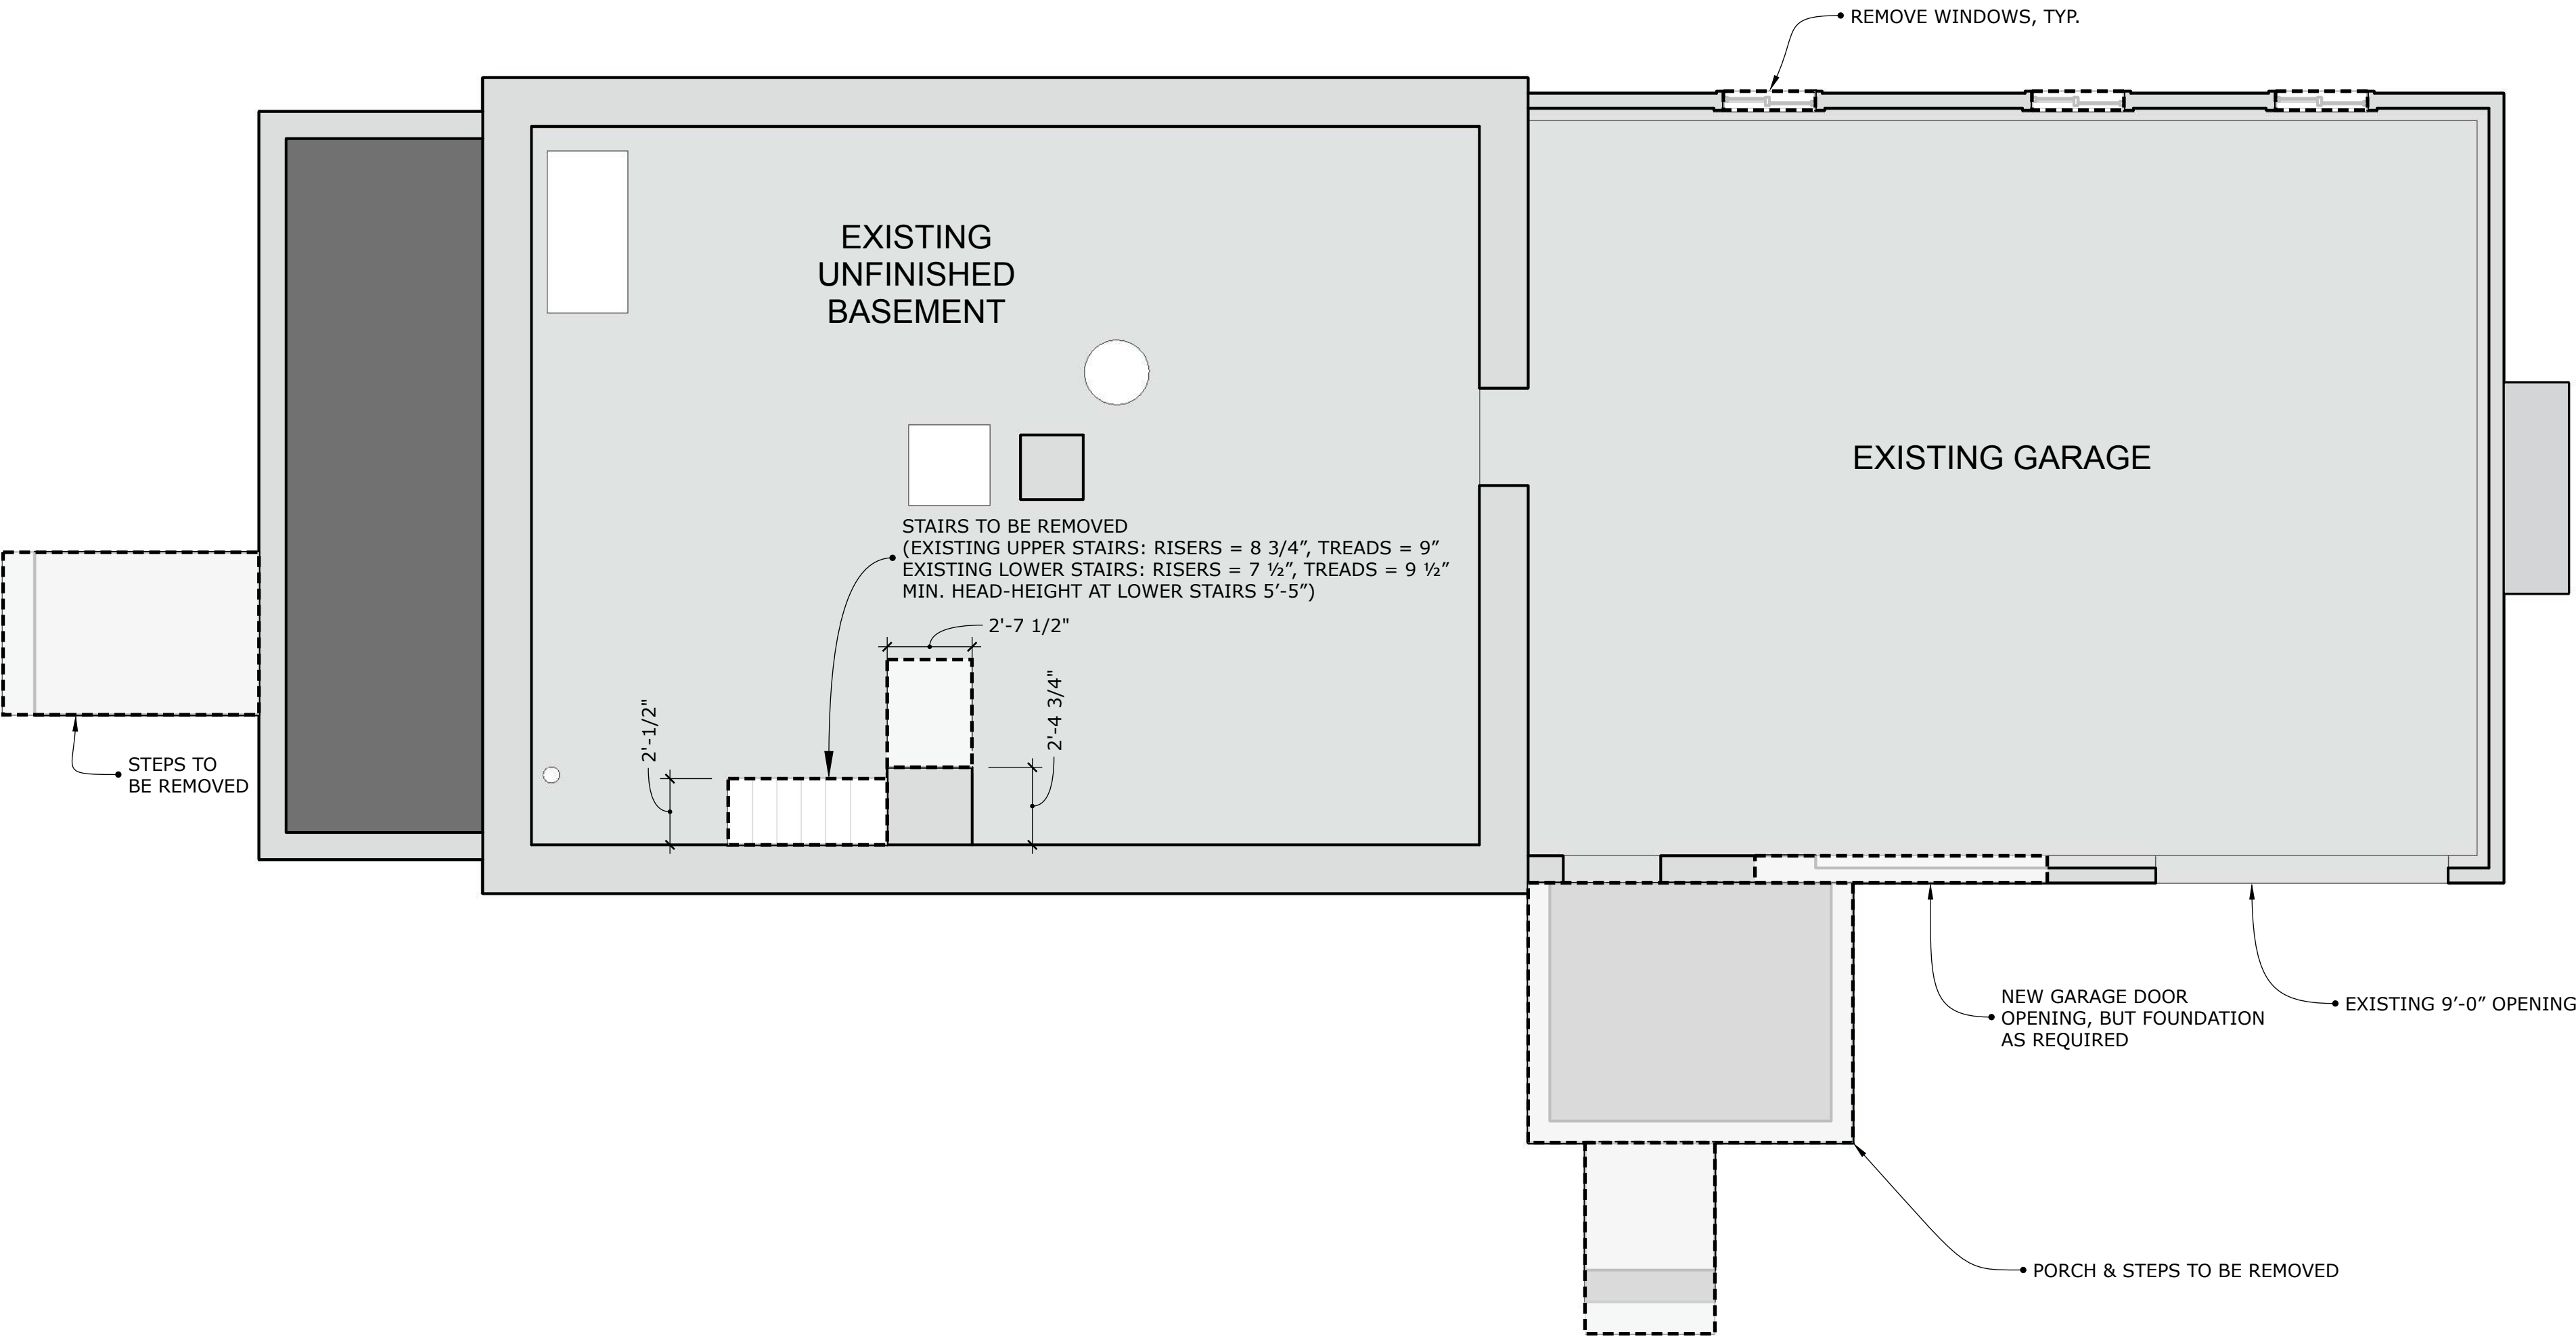 REMOVE WINDOWS, TYP.
EXISTING
UNFINISHED
BASEMENT
EXISTING GARAGE
STAIRS TO BE REMOVED
(EXISTING UPPER STAIRS: RISERS = 8 3/4”, TREADS = 9”
EXISTING LOWER STAIRS: RISERS = 7 ½”, TREADS = 9 ½”
MIN. HEAD-HEIGHT AT LOWER STAIRS 5’-5”)
2'-7 1/2"
2'-1/2"
2'-4 3/4"
STEPS TO
BE REMOVED
NEW GARAGE DOOR
OPENING, BUT FOUNDATION
AS REQUIRED
EXISTING 9’-0” OPENING
PORCH & STEPS TO BE REMOVED